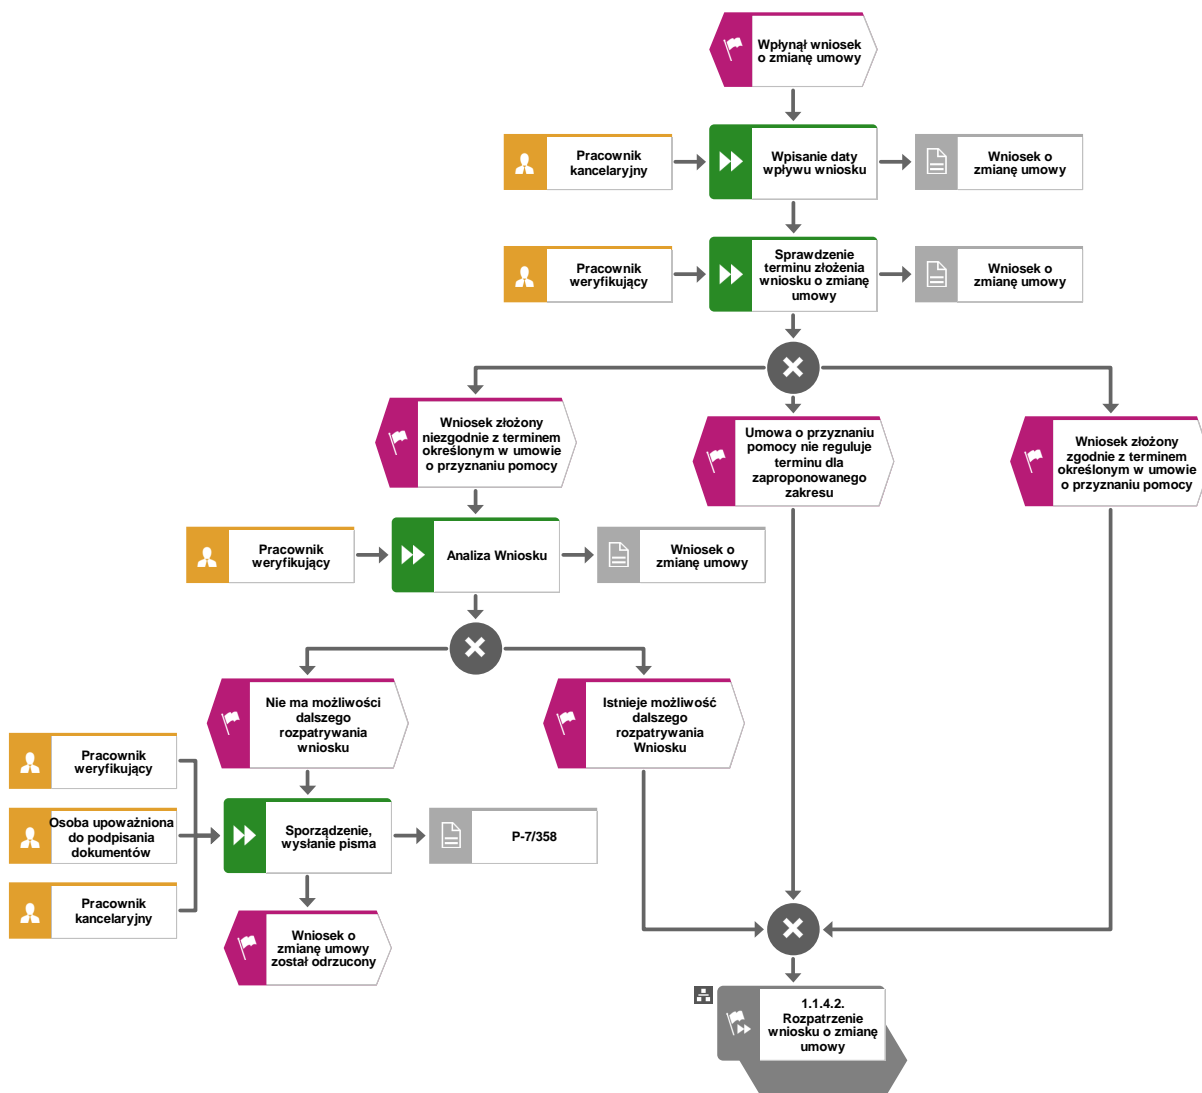 Wpłynął wniosek
o zmianę umowy
Pracownik
kancelaryjny
Wpisanie daty
wpływu wniosku
Wniosek o
zmianę umowy
Pracownik
weryfikujący
Sprawdzenie
terminu złożenia
wniosku o zmianę
umowy
Wniosek o
zmianę umowy
Wniosek złożony
niezgodnie z terminem
określonym w umowie
o przyznaniu pomocy
Umowa o przyznaniu
pomocy nie reguluje
terminu dla
zaproponowanego
zakresu
Wniosek złożony
zgodnie z terminem
określonym w umowie
o przyznaniu pomocy
Pracownik
weryfikujący
Analiza Wniosku
Wniosek o
zmianę umowy
Nie ma możliwości
dalszego
rozpatrywania
wniosku
Istnieje możliwość
dalszego
rozpatrywania
Wniosku
Pracownik
weryfikujący
Osoba upoważniona
do podpisania
dokumentów
Pracownik
kancelaryjny
Sporządzenie,
wysłanie pisma
P-7/358
Wniosek o
zmianę umowy
został odrzucony
1.1.4.2.
Rozpatrzenie
wniosku o zmianę
umowy